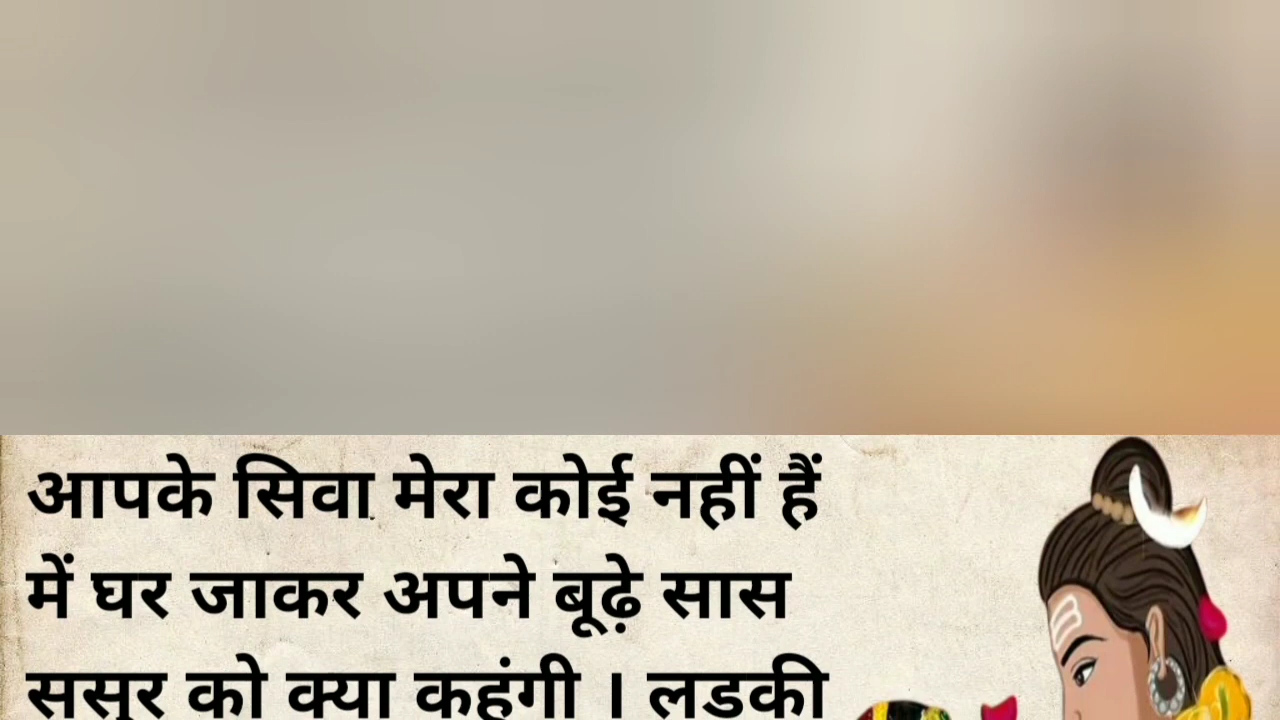 आपके सिवा मेरा कोई नहीं हैं
में घर जाकर अपने बूढ़े सास
ससुर को क्या कहूंगी । लडकी